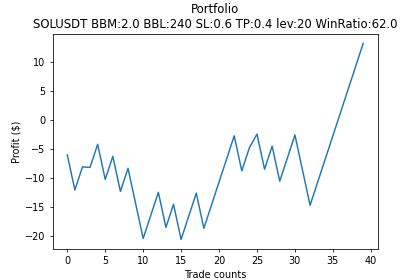 Portfolio
SOLUSDT BBM:2.0 BBL:240 SL:0.6 TP:0.4 lev:20 WinRatio:62.0
10
5
0
−5
−10
−15
−20
Profit ($)
0 5 10 15 20 25 30 35 40
Trade counts